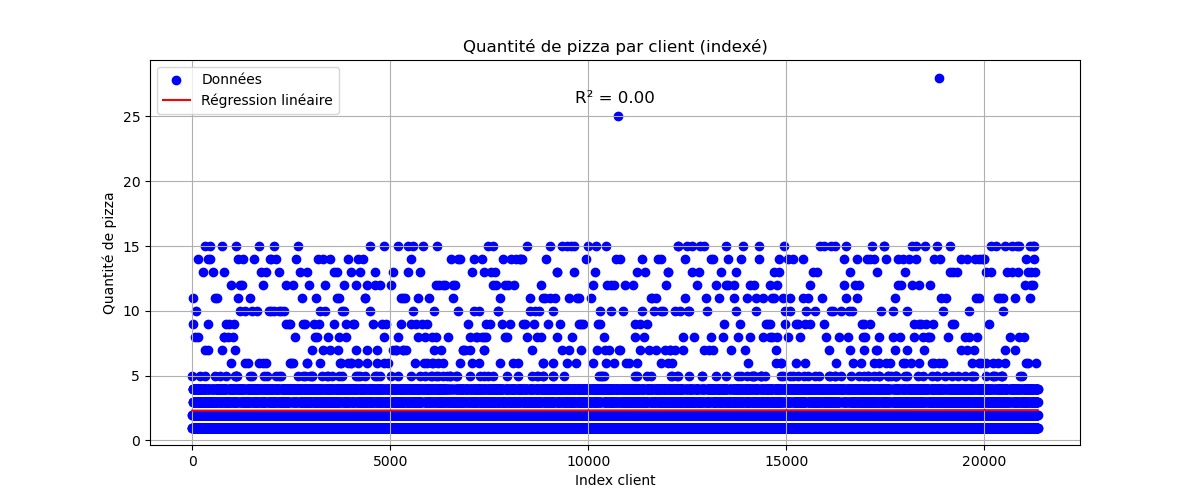 Quantité de pizza par client (indexé)
Données
Régression linéaire
R² = 0.00
Quantité de pizza
25
20
15
10
5
0
0 5000 10000 15000 20000
Index client